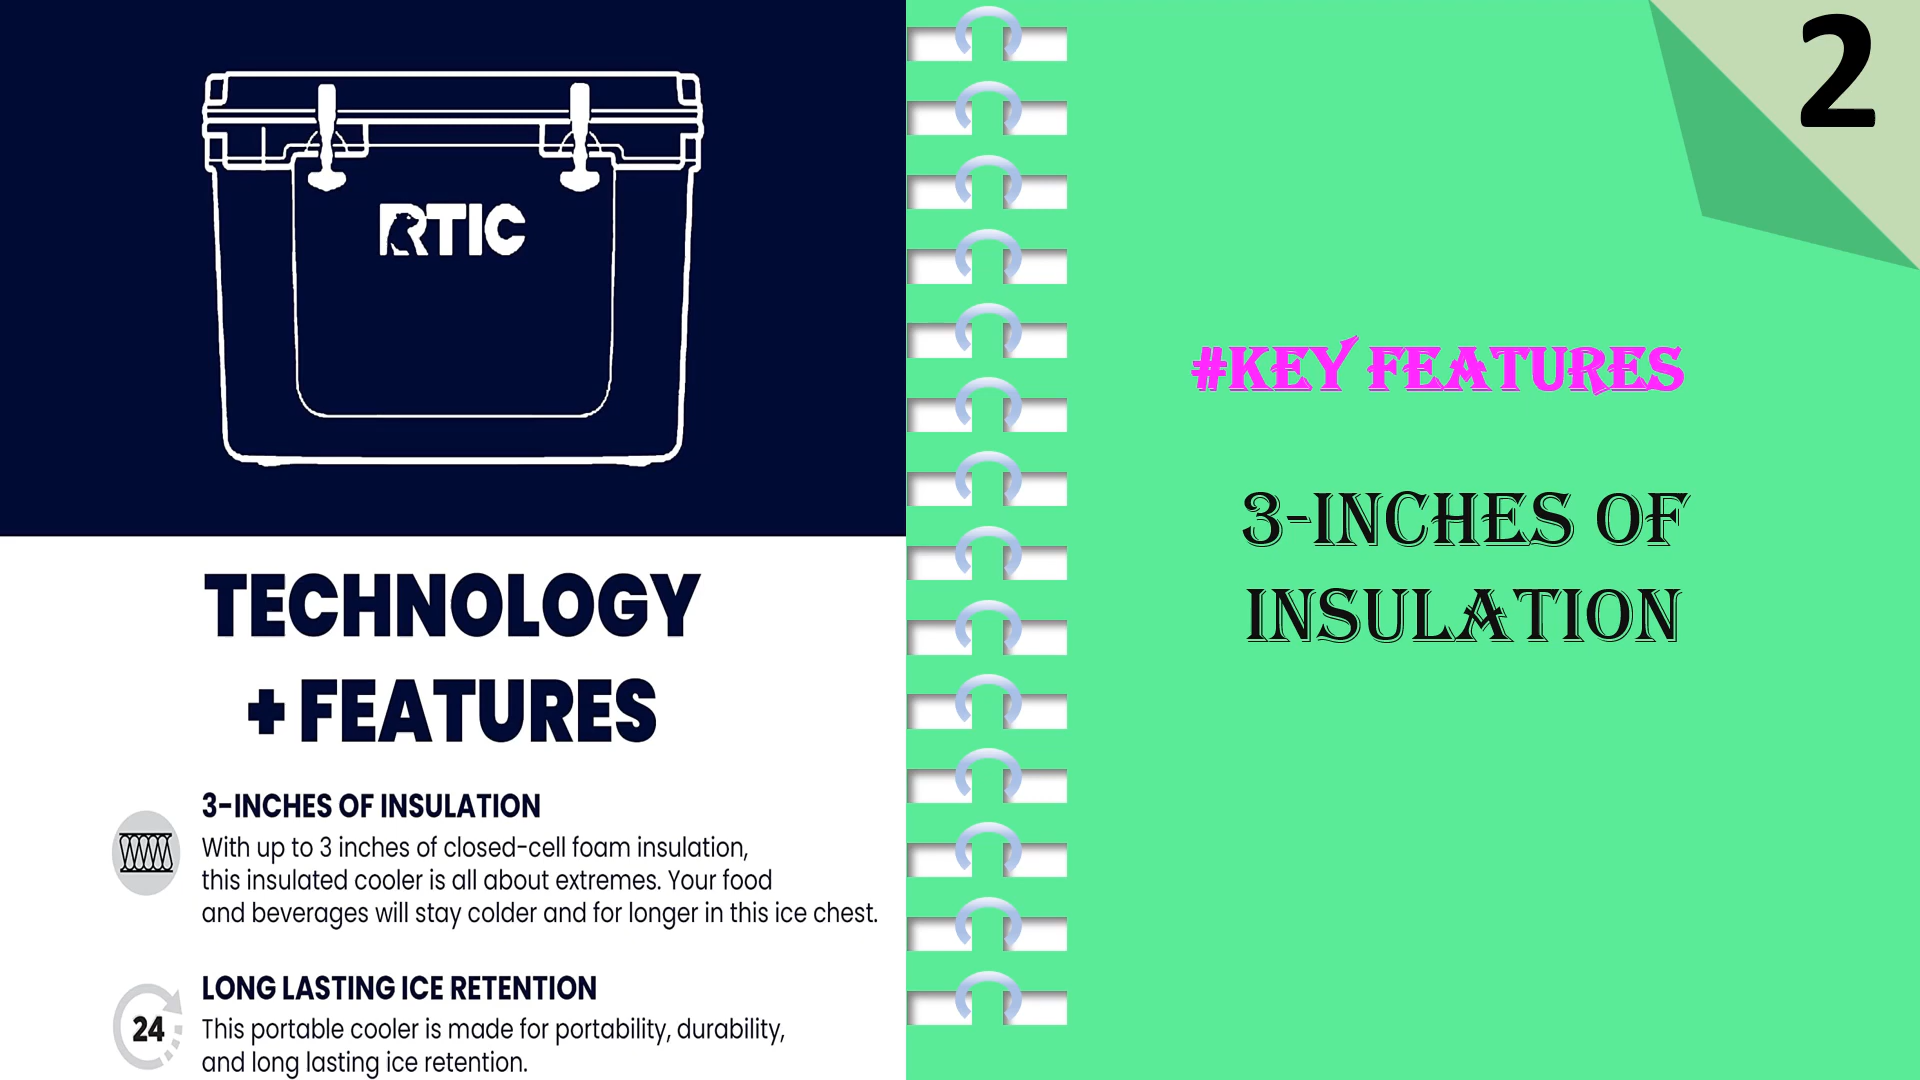 RTIC
TECHNOLOGY
+ FEATURES
3-INCHES OF INSULATION
With up to 3 inches of closed-cell foam insulation,
this insulated cooler is all about extremes. Your food
and beverages will stay colder and for longer in this ice chest.
24
LONG LASTING ICE RETENTION
This portable cooler is made for portability, durability,
and long lasting ice retention.
2
#KEY FEATURES
3-INCHES OF
INSULATION